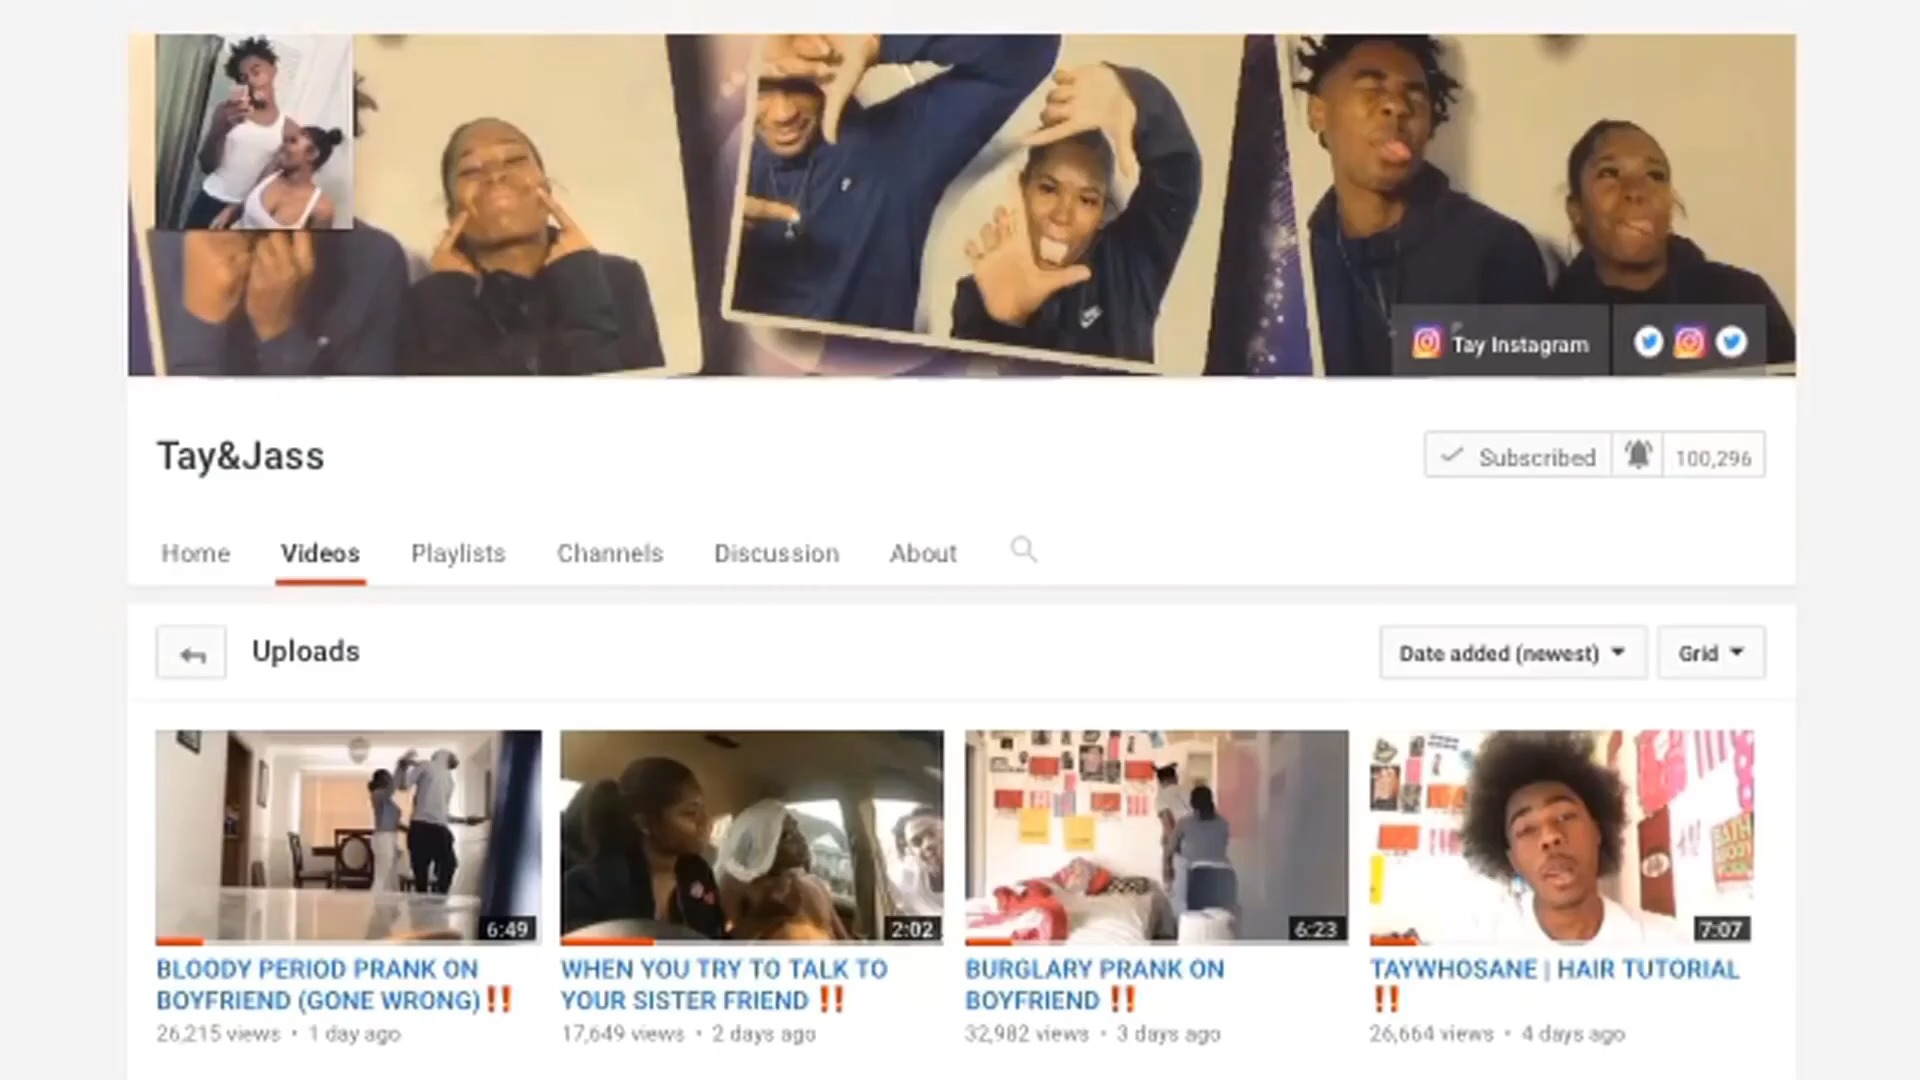 Tay Instagram
Tay&Jass
Subscribed 100,296
Home Videos Playlists Channels Discussion About
Uploads
Date added (newest) Grid
6:49
2:02
6:23
7:07
BLOODY PERIOD PRANK ON
BOYFRIEND (GONE WRONG)‼
26,215 views • 1 day ago
WHEN YOU TRY TO TALK TO
YOUR SISTER FRIEND ‼
17,649 views • 2 days ago
BURGLARY PRANK ON
BOYFRIEND ‼
32,982 views • 3 days ago
TAYWHOSANE | HAIR TUTORIAL
‼
26,664 views • 4 days ago